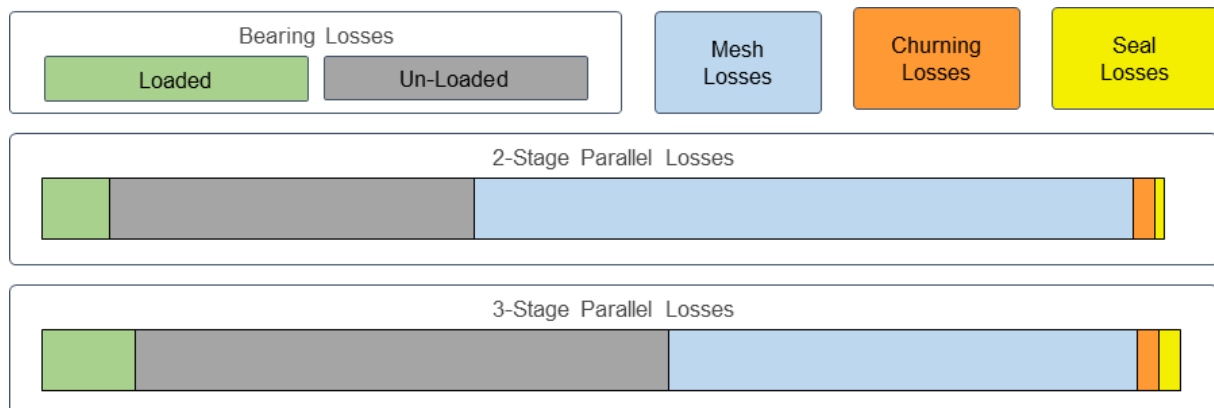 Bearing Losses
Loaded
Un-Loaded
Mesh
Losses
Churning
Losses
Seal
Losses
2-Stage Parallel Losses
3-Stage Parallel Losses